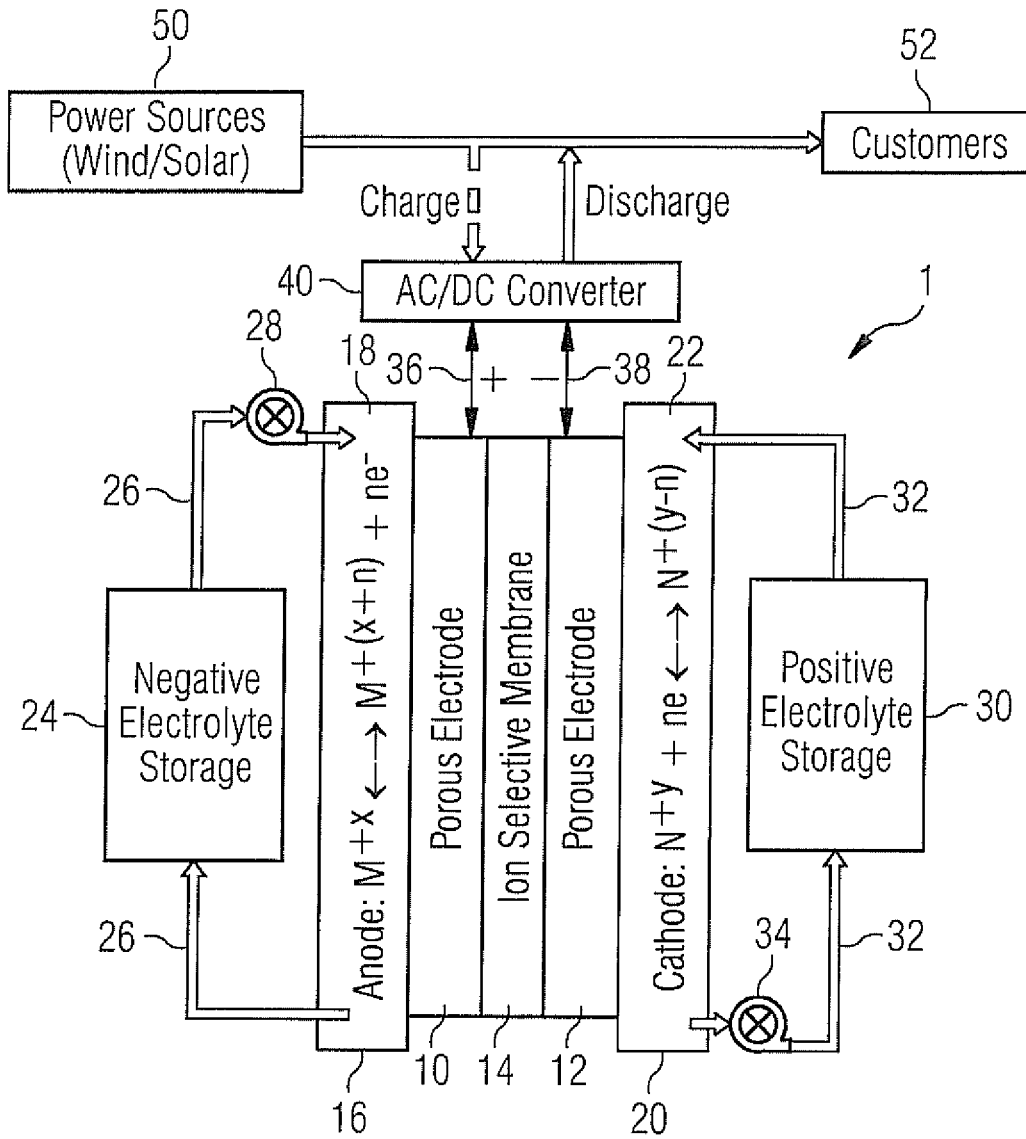 50
Power Sources
(Wind/Solar)
52
Customers
Charge
Discharge
40
AC/DC Converter
1
28
18
36
+
−
38
22
26
32
24
Negative
Electrolyte
Storage
Anode: M+x ←→ M+(x+n) + ne-
Porous Electrode
Ion Selective Membrane
Porous Electrode
Cathode: N+y + ne ←→ N+(y-n)
Positive
Electrolyte
Storage
30
26
34
32
16
10
14
12
20